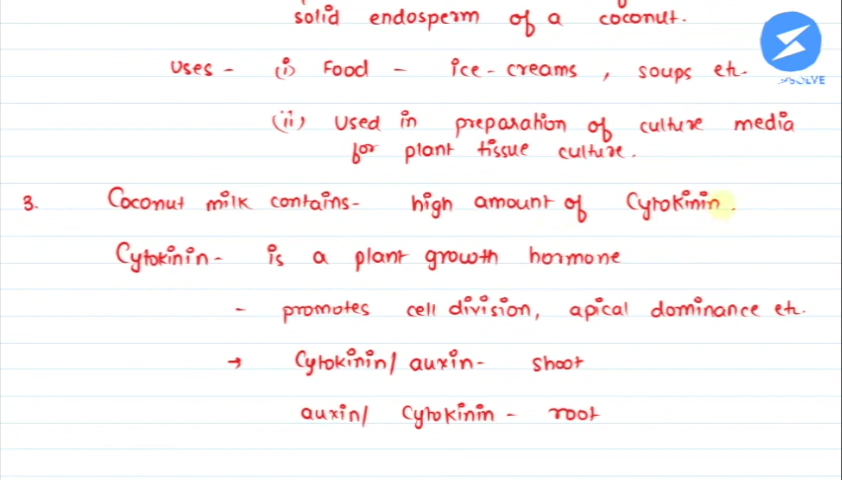 solid endosperm of a coconut.
Uses - (i) Food - ice-creams, soups etc.
(ii) Used in preparation of culture media
for plant tissue culture.
3. Coconut milk contains- high amount of Cytokinin.
Cytokinin- is a plant growth hormone
- promotes cell division, apical dominance etc.
→ Cytokinin/auxin- shoot
auxin/ Cytokinin - root